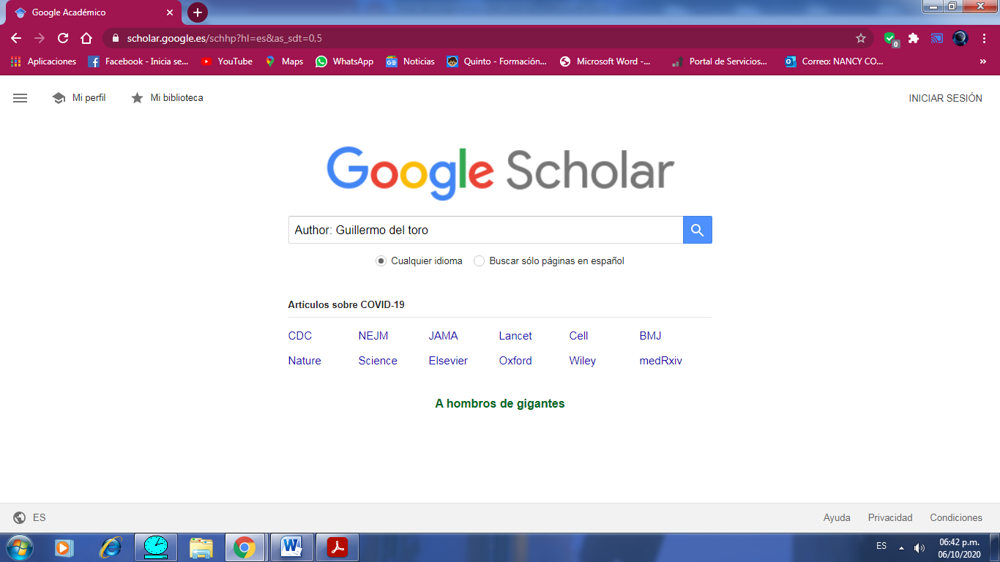 Google Académico
scholar.google.es/schhp?hl=es&as_sdt=0,5
0
Aplicaciones
Facebook - Inicia se...
YouTube
Maps
WhatsApp
Noticias
Quinto - Formación...
Microsoft Word -...
Portal de Servicios...
Correo: NANCY CO...
»
Mi perfil
Mi biblioteca
INICIAR SESIÓN
Google Scholar
Author: Guillermo del toro
Cualquier idioma
Buscar sólo páginas en español
Artículos sobre COVID-19
CDC NEJM JAMA Lancet Cell BMJ
Nature Science Elsevier Oxford Wiley medRxiv
A hombros de gigantes
ES
Ayuda Privacidad Condiciones
ES
06:42 p.m.
06/10/2020